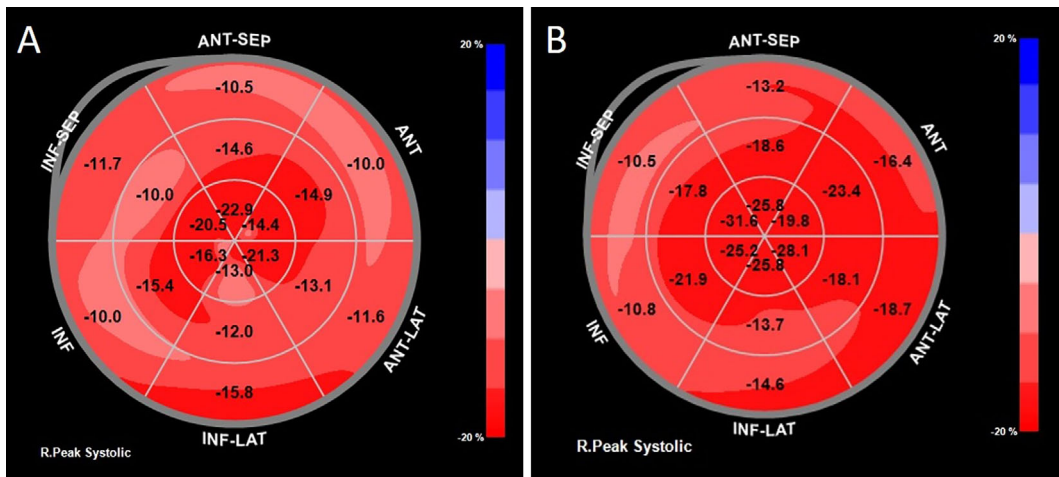 A
ANT-SEP
20 %
-10.5
INF-SEP
ANT
-11.7
-10.0
-14.6
-10.0
-14.9
-22.9
-20.5
-14.4
-16.3
-21.3
-13.0
-15.4
-13.1
-10.0
-11.6
-12.0
INF
ANT-LAT
-15.8
INF-LAT
-20 %
R.Peak Systolic
B
ANT-SEP
20 %
-13.2
INF-SEP
ANT
-10.5
-16.4
-18.6
-17.8
-23.4
-25.8
-31.6
-19.8
-25.2
-28.1
-25.8
-21.9
-18.1
-10.8
-18.7
-13.7
INF
ANT-LAT
-14.6
INF-LAT
-20 %
R.Peak Systolic